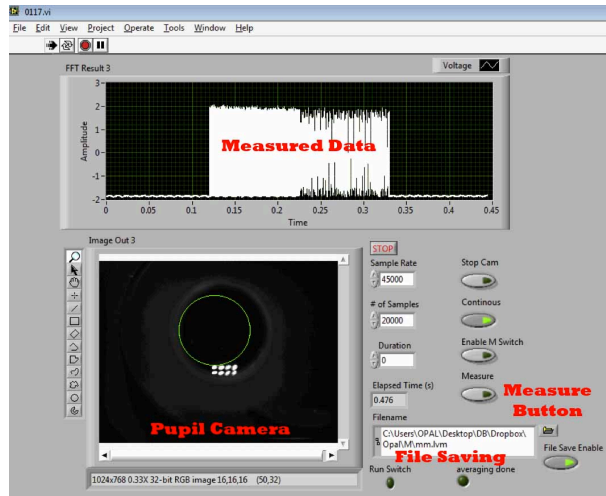 0117.vi
File Edit View Project Operate Tools Window Help
FFT Result 3
Voltage
3
2
1
0
-1
-2
Amplitude
Measured Data
0 0.05 0.1 0.15 0.2 0.25 0.3 0.35 0.4 0.45
Time
Image Out 3
STOP
Sample Rate
Stop Cam
45000
# of Samples
Continous
20000
Duration
Enable M Switch
0
Measure
Elapsed Time (s)
0.476
Measure
Button
Filename
C:\Users\OPAL\Desktop\DB\Dropbox\
Opal\M\mm.lvm
File Save Enable
Pupil Camera
File Saving
Run Switch
averaging done
1024x768 0.33X 32-bit RGB image 16,16,16 (50,32)